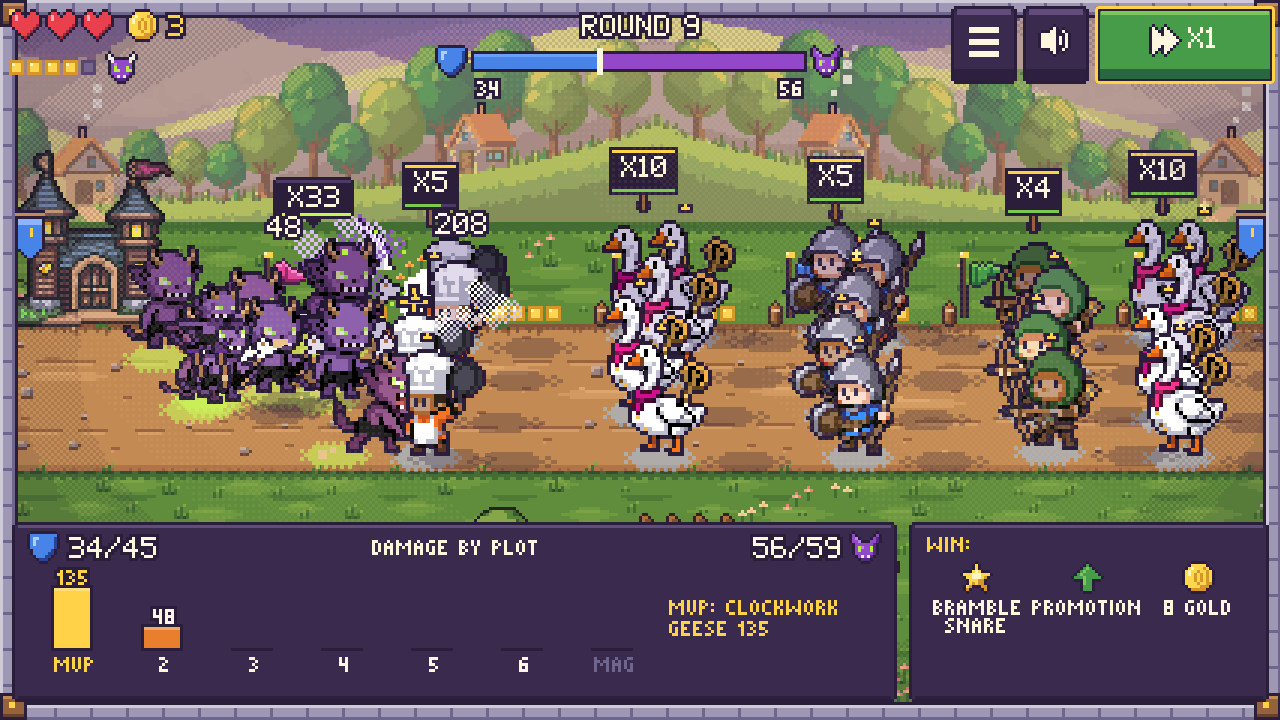 3
ROUND 9
X1
34
56
X33
X5
X10
X5
X4
X10
48
208
1
34/45
DAMAGE BY PLOT
56/59
135
48
MVP
2
3
4
5
6
MAG
MVP: CLOCKWORK
GEESE 135
WIN:
BRAMBLE
SNARE
PROMOTION
8 GOLD